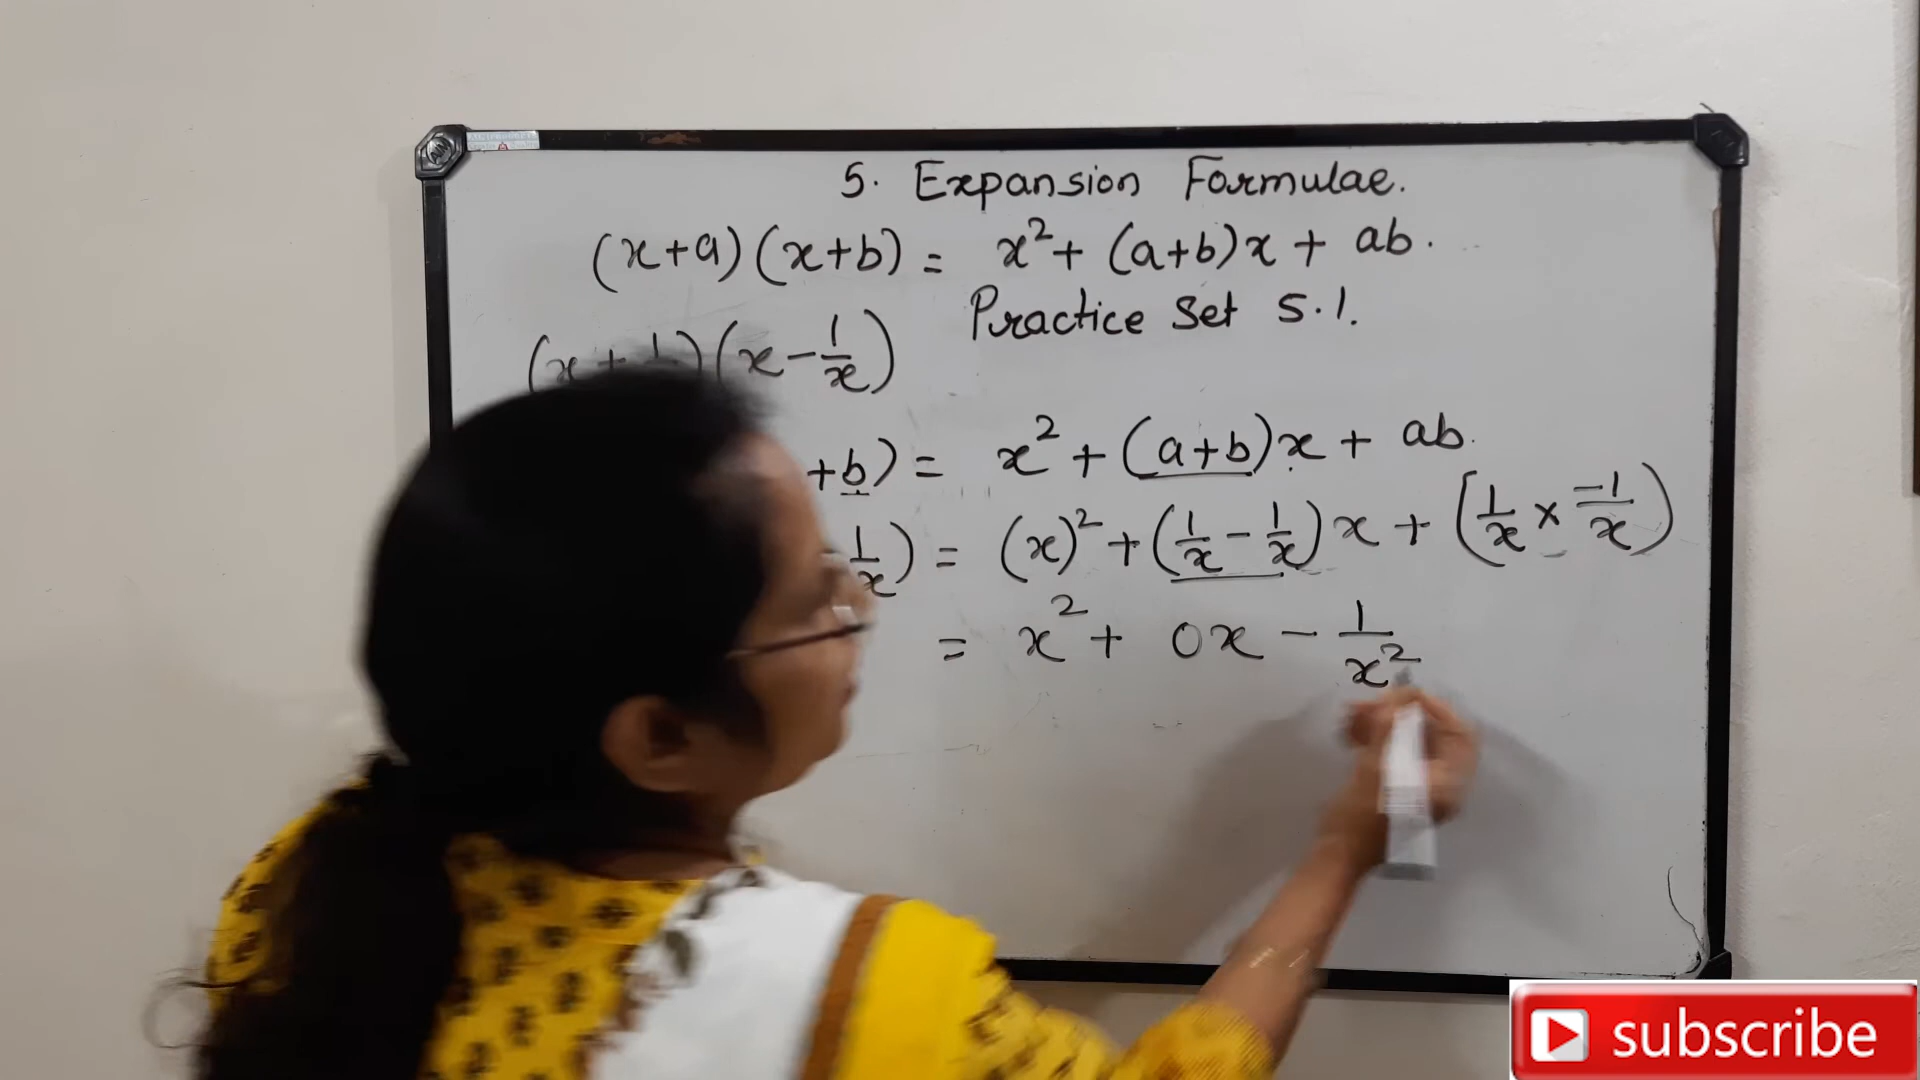 5. Expansion Formulae.
(x+a)(x+b) = x² + (a+b)x + ab.
Practice Set 5.1.
(x + 1/x)(x - 1/x)
+b) = x² + (a+b)x + ab.
1/x) = (x)² + (1/x - 1/x)x + (1/x × -1/x)
= x² + 0x - 1/x²
subscribe